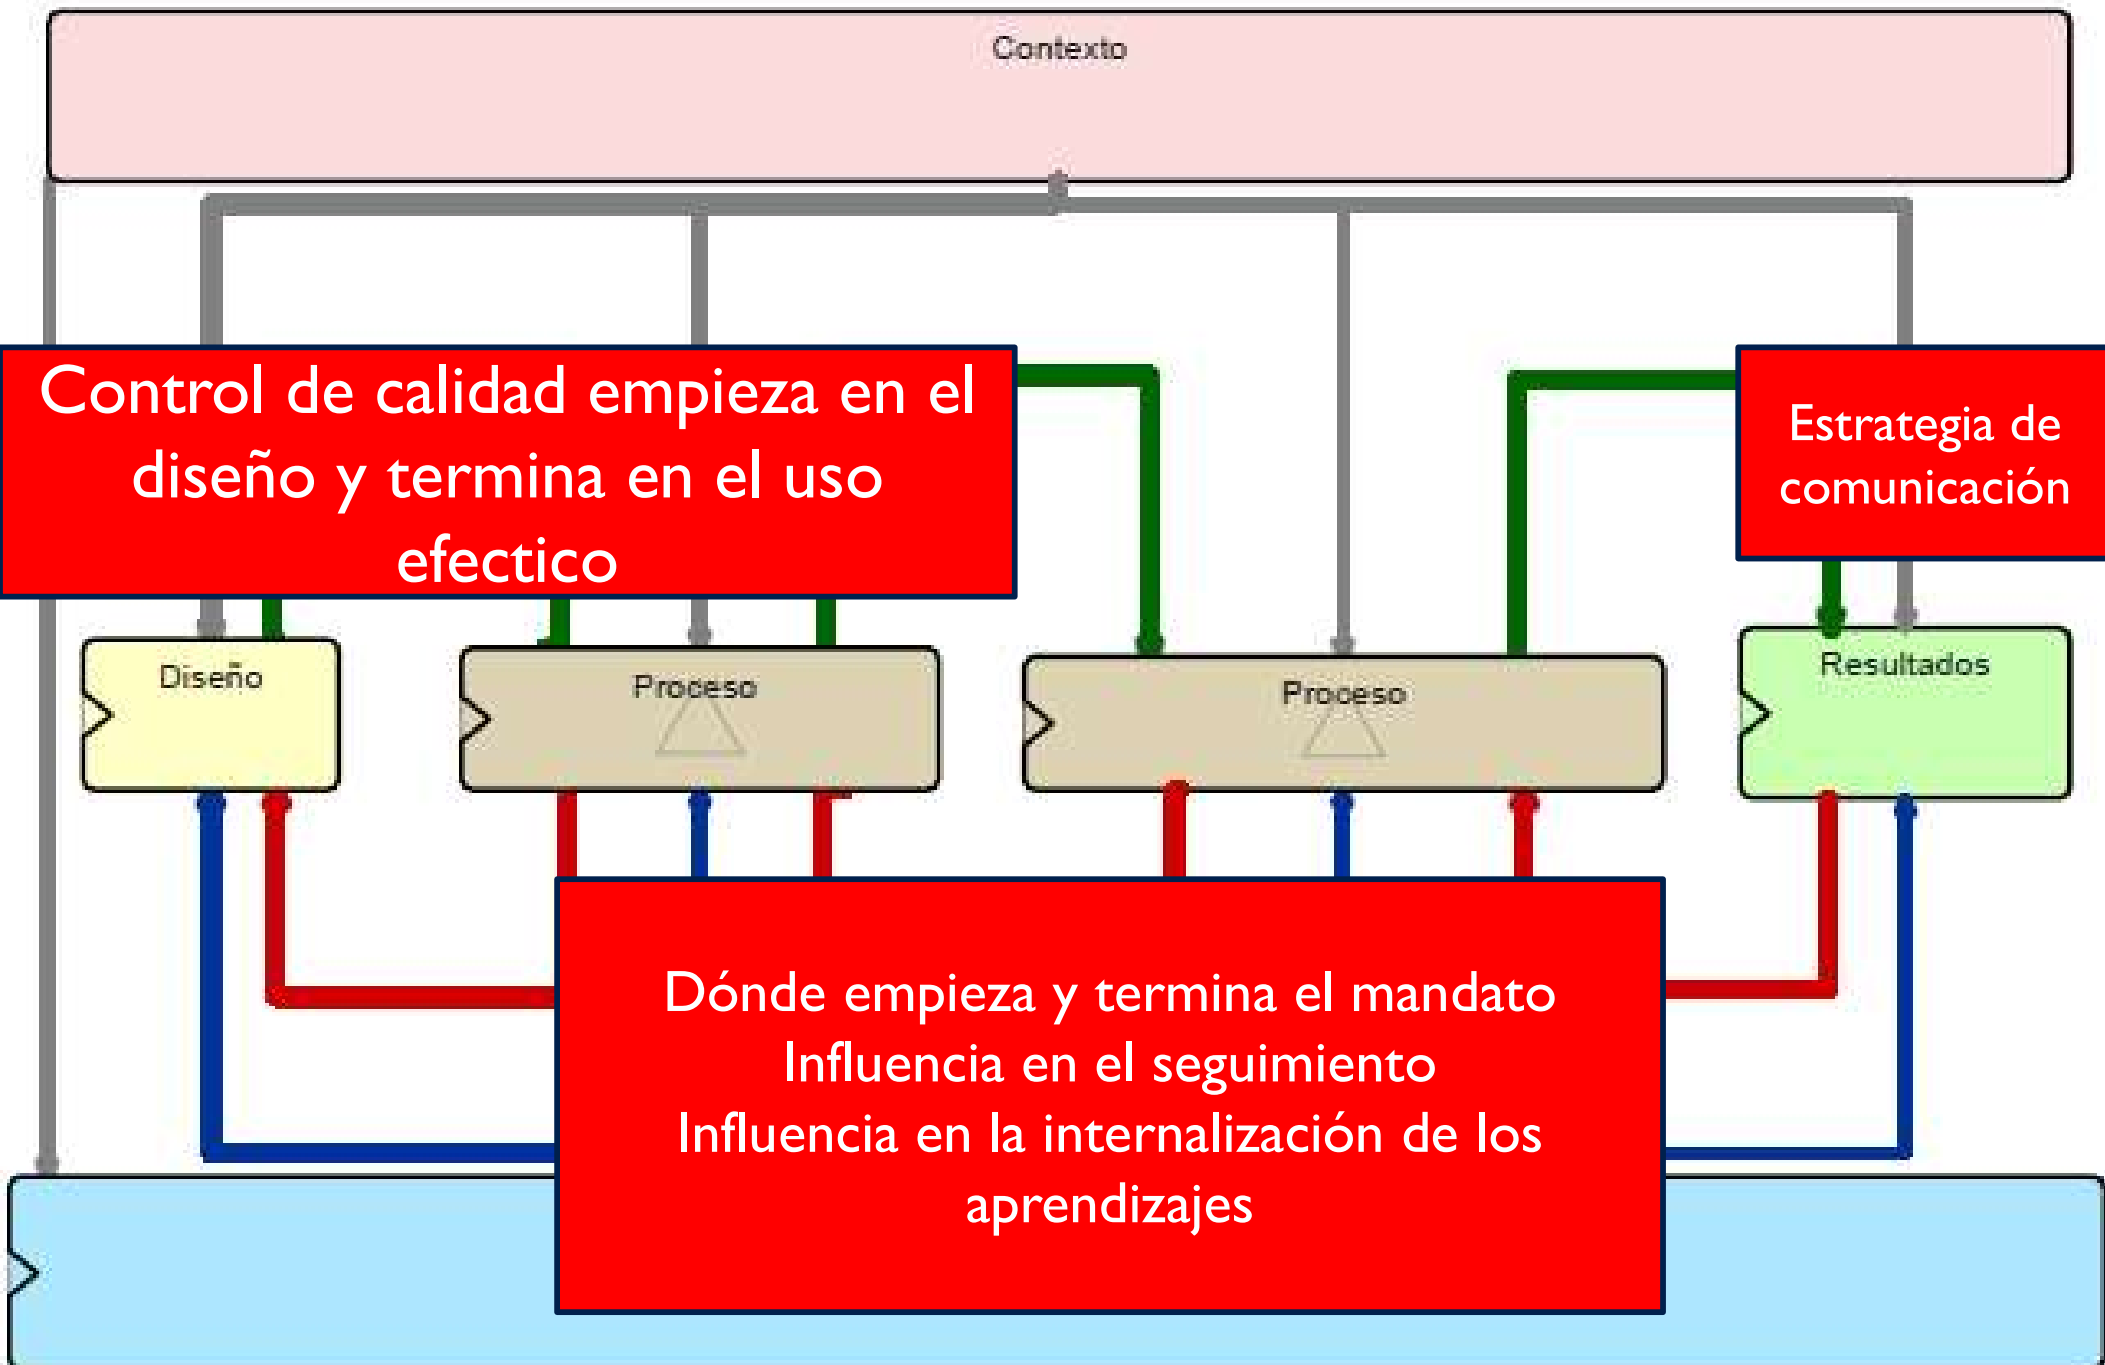 Contexto
Control de calidad empieza en el
diseño y termina en el uso
efectico
Estrategia de
comunicación
Diseño
Proceso
Proceso
Resultados
Dónde empieza y termina el mandato
Influencia en el seguimiento
Influencia en la internalización de los
aprendizajes